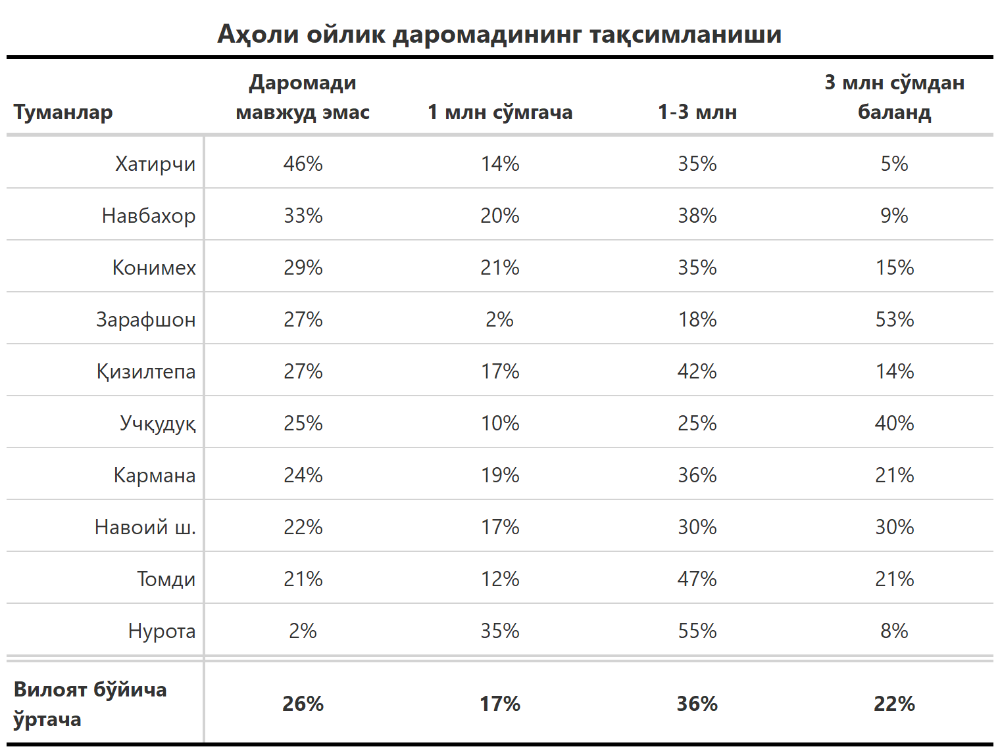 Аҳоли ойлик даромадининг тақсимланиши
Туманлар Даромади мавжуд эмас 1 млн сўмгача 1-3 млн 3 млн сўмдан баланд
Хатирчи 46% 14% 35% 5%
Навбахор 33% 20% 38% 9%
Конимех 29% 21% 35% 15%
Зарафшон 27% 2% 18% 53%
Қизилтепа 27% 17% 42% 14%
Учқудуқ 25% 10% 25% 40%
Кармана 24% 19% 36% 21%
Навоий ш. 22% 17% 30% 30%
Томди 21% 12% 47% 21%
Нурота 2% 35% 55% 8%
Вилоят бўйича ўртача 26% 17% 36% 22%